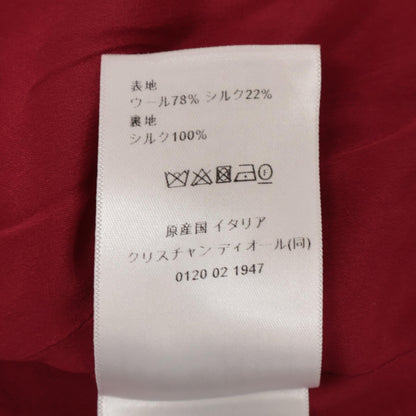 表地
ウール78% シルク22%
裏地
シルク100%
原産国 イタリア
クリスチャン ディオール(同)
0120 02 1947